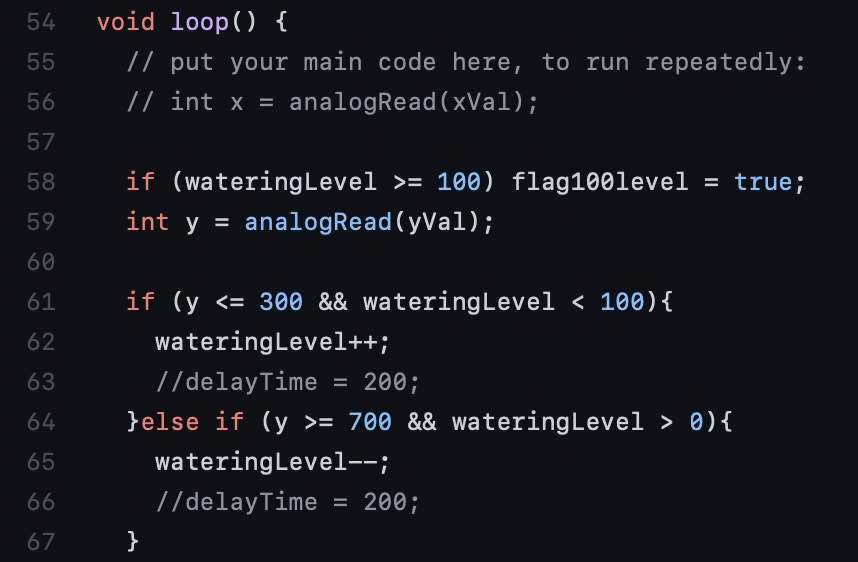 54 void loop() {
55 // put your main code here, to run repeatedly:
56 // int x = analogRead(xVal);
57
58 if (wateringLevel >= 100) flag100level = true;
59 int y = analogRead(yVal);
60
61 if (y <= 300 && wateringLevel < 100){
62 wateringLevel++;
63 //delayTime = 200;
64 }else if (y >= 700 && wateringLevel > 0){
65 wateringLevel--;
66 //delayTime = 200;
67 }